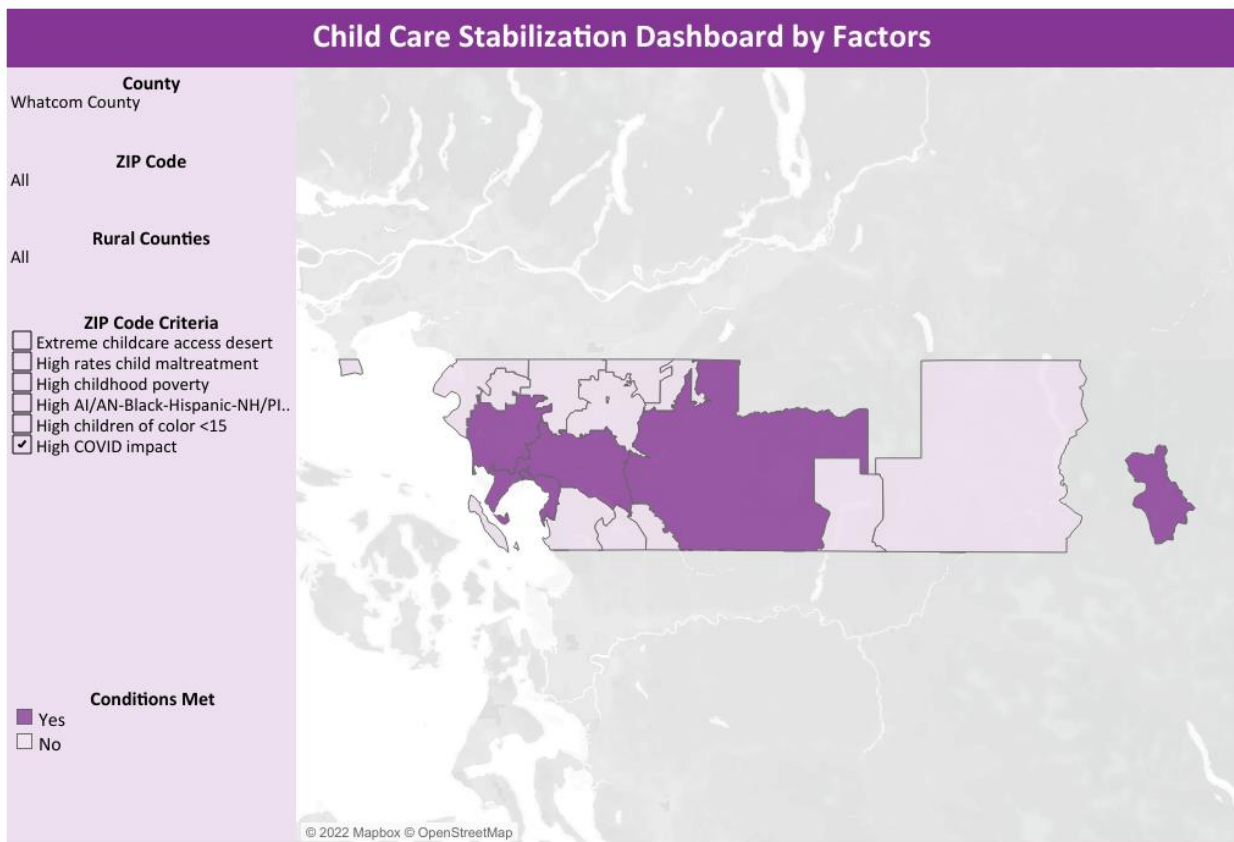 Child Care Stabilization Dashboard by Factors
County
Whatcom County
ZIP Code
All
Rural Counties
All
ZIP Code Criteria
Extreme childcare access desert
High rates child maltreatment
High childhood poverty
High AI/AN-Black-Hispanic-NH/PI..
High children of color <15
High COVID impact
Conditions Met
Yes
No
© 2022 Mapbox © OpenStreetMap